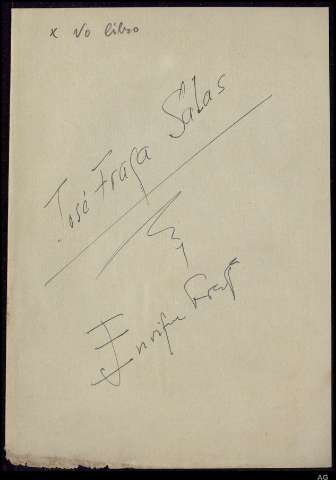 x No libro
José Fraga Salas
Enrique Fraga
AG